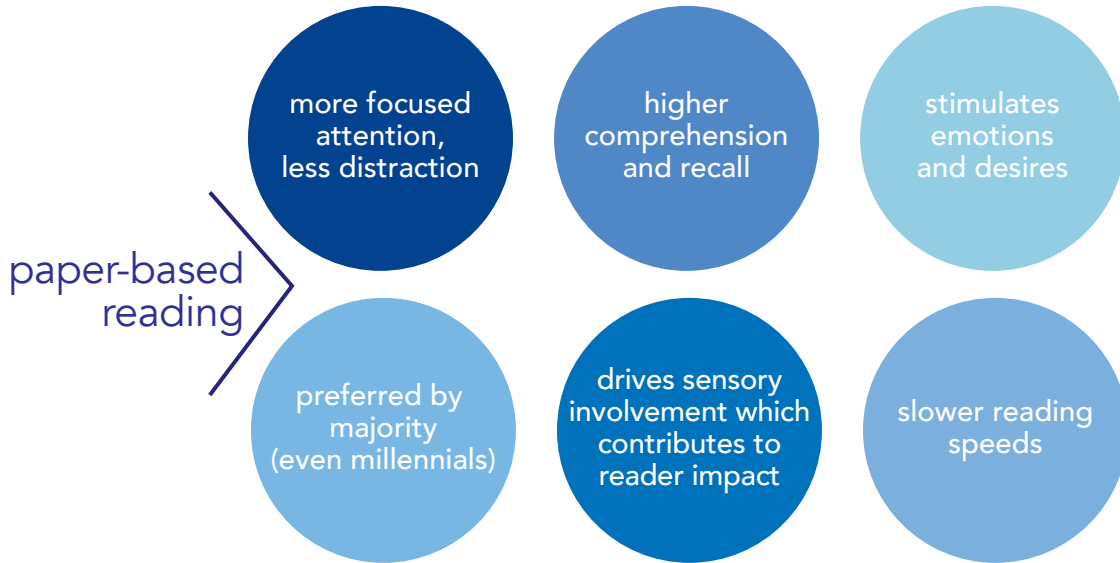 paper-based
reading
more focused
attention,
less distraction
higher
comprehension
and recall
stimulates
emotions
and desires
preferred by
majority
(even millennials)
drives sensory
involvement which
contributes to
reader impact
slower reading
speeds